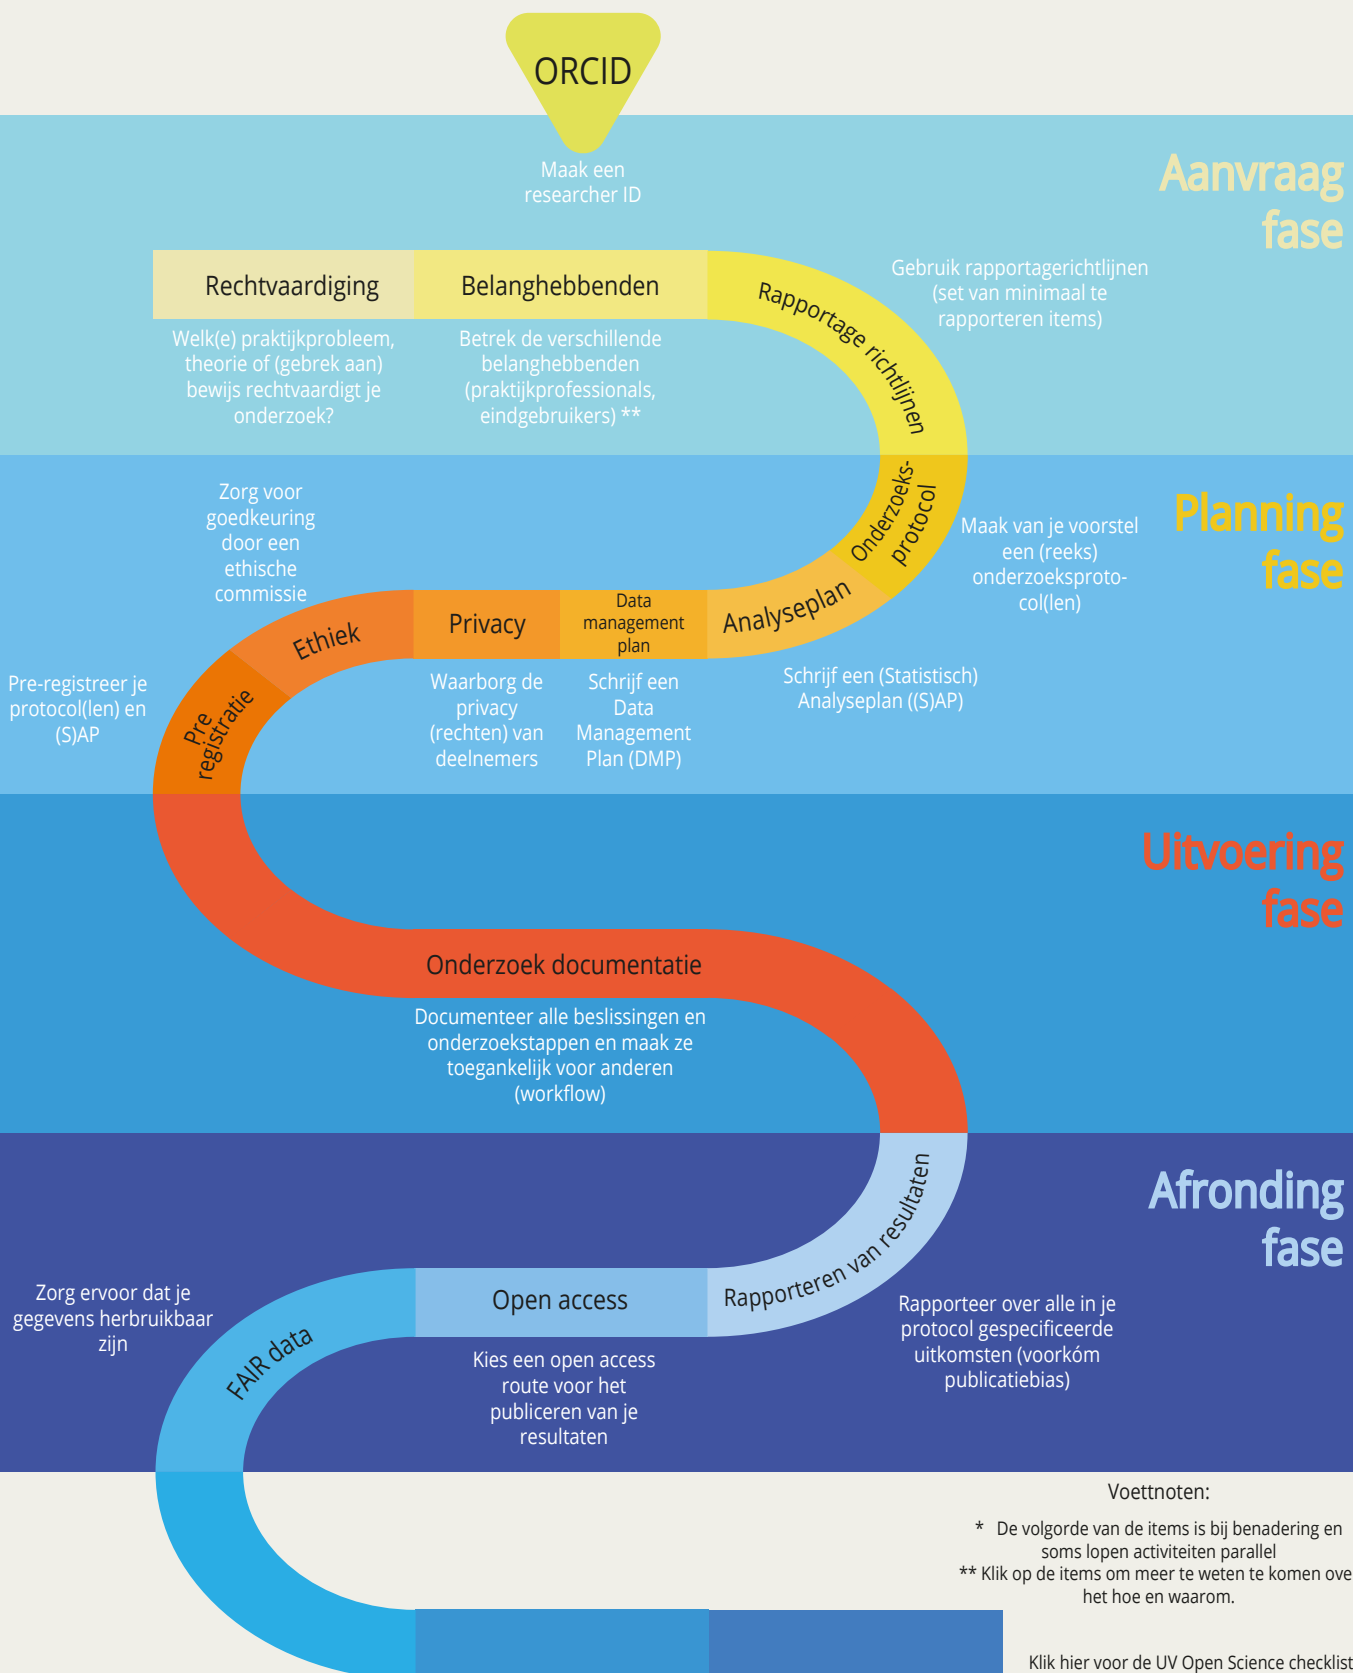 ORCID
Maak een
researcher ID
Aanvraag
fase
Rechtvaardiging
Welk(e) praktijkprobleem,
theorie of (gebrek aan)
bewijs rechtvaardigt je
onderzoek?
Belanghebbenden
Betrek de verschillende
belanghebbenden
(praktijkprofessionals,
eindgebruikers) **
Rapportage richtlijnen
Gebruik rapportagerichtlijnen
(set van minimaal te
rapporteren items)
Planning
fase
Onderzoeks-
protocol
Maak van je voorstel
een (reeks)
onderzoeksproto-
col(len)
Analyseplan
Schrijf een (Statistisch)
Analyseplan ((S)AP)
Data
management
plan
Schrijf een
Data
Management
Plan (DMP)
Privacy
Waarborg de
privacy
(rechten) van
deelnemers
Ethiek
Zorg voor
goedkeuring
door een
ethische
commissie
Pre
registratie
Pre-registreer je
protocol(len) en
(S)AP
Uitvoering
fase
Onderzoek documentatie
Documenteer alle beslissingen en
onderzoekstappen en maak ze
toegankelijk voor anderen
(workflow)
Afronding
fase
Rapporteren van resultaten
Rapporteer over alle in je
protocol gespecificeerde
uitkomsten (voorkóm
publicatiebias)
Open access
Kies een open access
route voor het
publiceren van je
resultaten
FAIR data
Zorg ervoor dat je
gegevens herbruikbaar
zijn
Voettnoten:
* De volgorde van de items is bij benadering en
soms lopen activiteiten parallel
** Klik op de items om meer te weten te komen ove
het hoe en waarom.
Klik hier voor de UV Open Science checklist